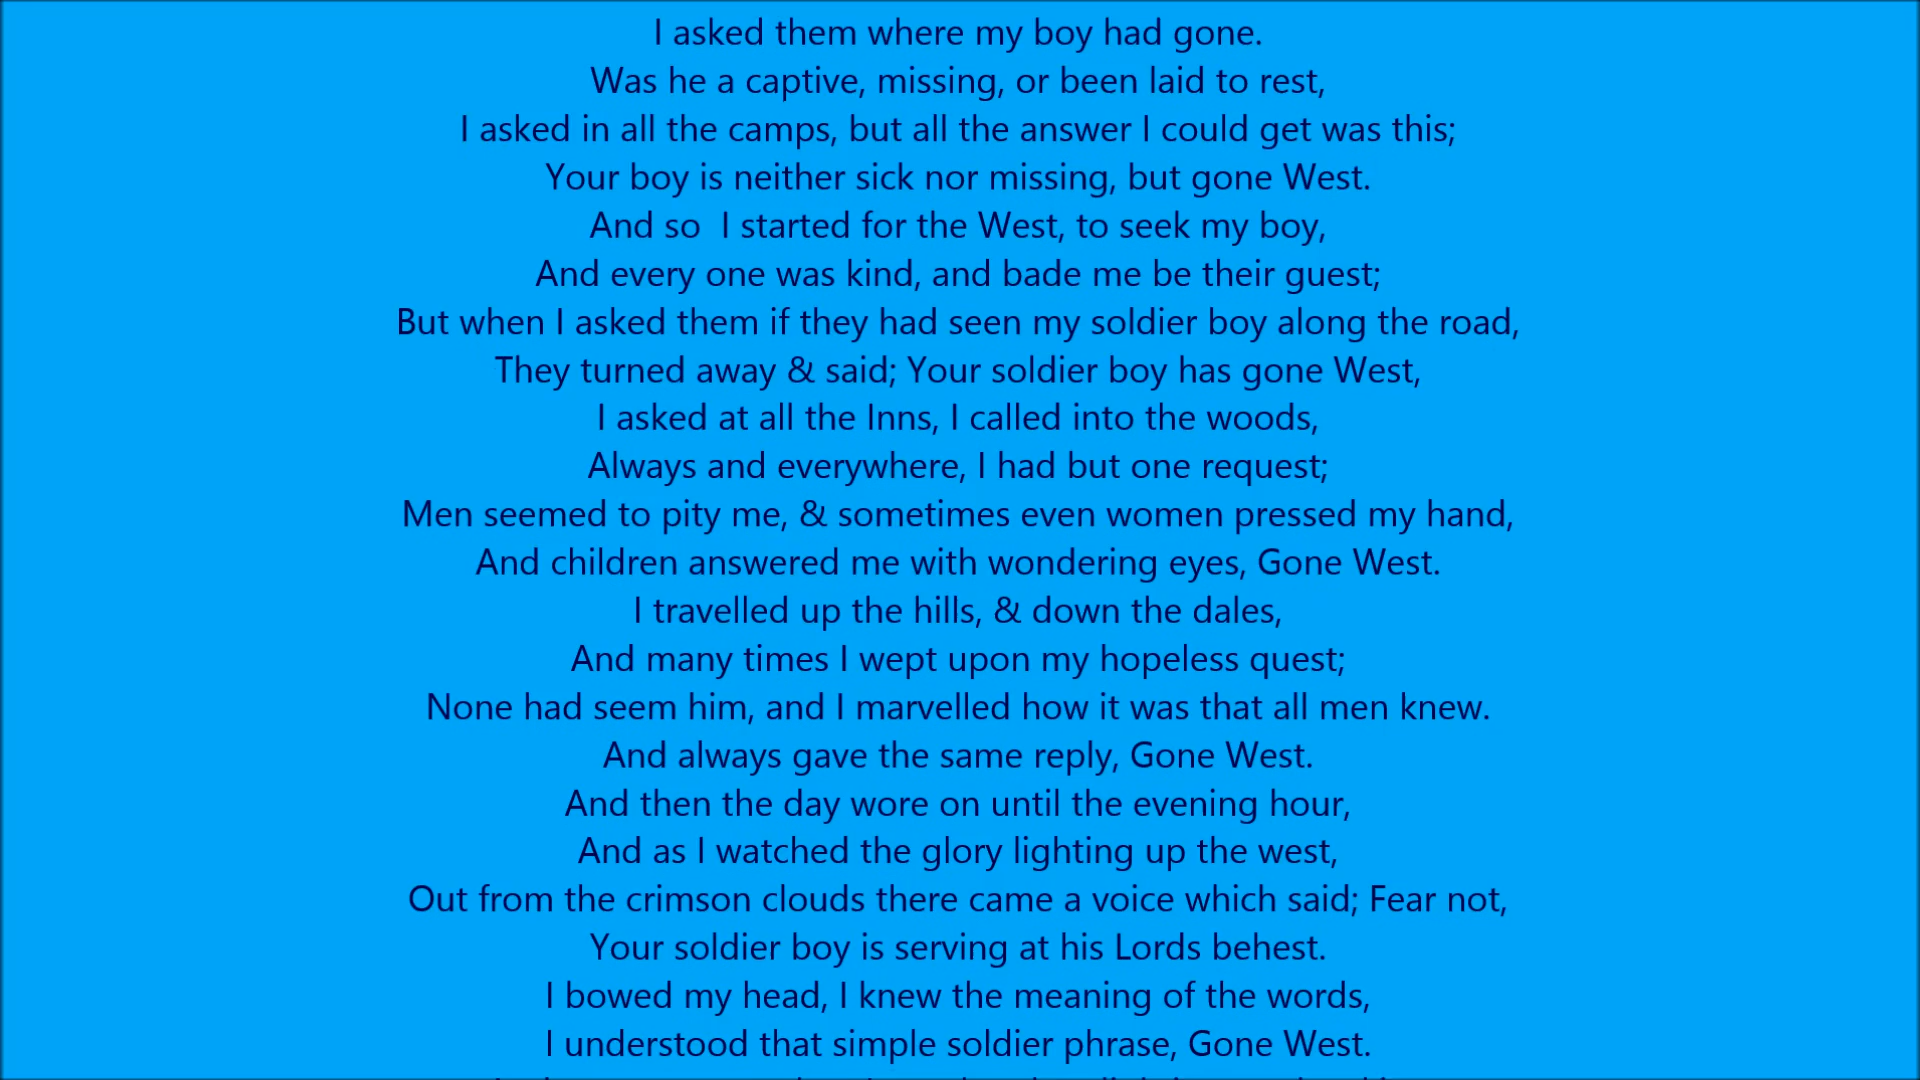 I asked them where my boy had gone.
Was he a captive, missing, or been laid to rest,
I asked in all the camps, but all the answer I could get was this;
Your boy is neither sick nor missing, but gone West.
And so  I started for the West, to seek my boy,
And every one was kind, and bade me be their guest;
But when I asked them if they had seen my soldier boy along the road,
They turned away & said; Your soldier boy has gone West,
I asked at all the Inns, I called into the woods,
Always and everywhere, I had but one request;
Men seemed to pity me, & sometimes even women pressed my hand,
And children answered me with wondering eyes, Gone West.
I travelled up the hills, & down the dales,
And many times I wept upon my hopeless quest;
None had seem him, and I marvelled how it was that all men knew.
And always gave the same reply, Gone West.
And then the day wore on until the evening hour,
And as I watched the glory lighting up the west,
Out from the crimson clouds there came a voice which said; Fear not,
Your soldier boy is serving at his Lords behest.
I bowed my head, I knew the meaning of the words,
I understood that simple soldier phrase, Gone West.